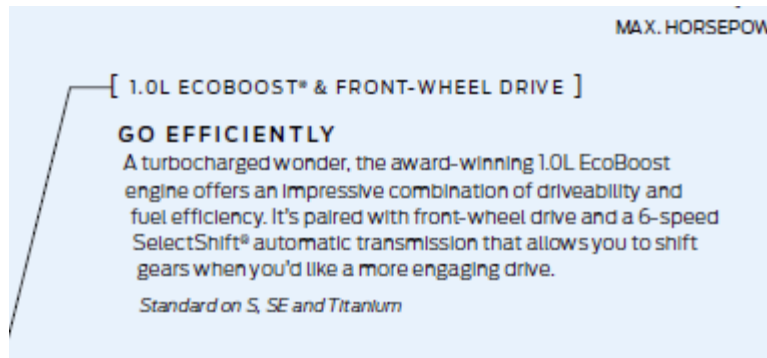 MAX. HORSEPOW
[ 1.0L ECOBOOST® & FRONT-WHEEL DRIVE ]
GO EFFICIENTLY
A turbocharged wonder, the award-winning 1.0L EcoBoost
engine offers an impressive combination of driveability and
fuel efficiency. It's paired with front-wheel drive and a 6-speed
SelectShift® automatic transmission that allows you to shift
gears when you'd like a more engaging drive.
Standard on S, SE and Titanium